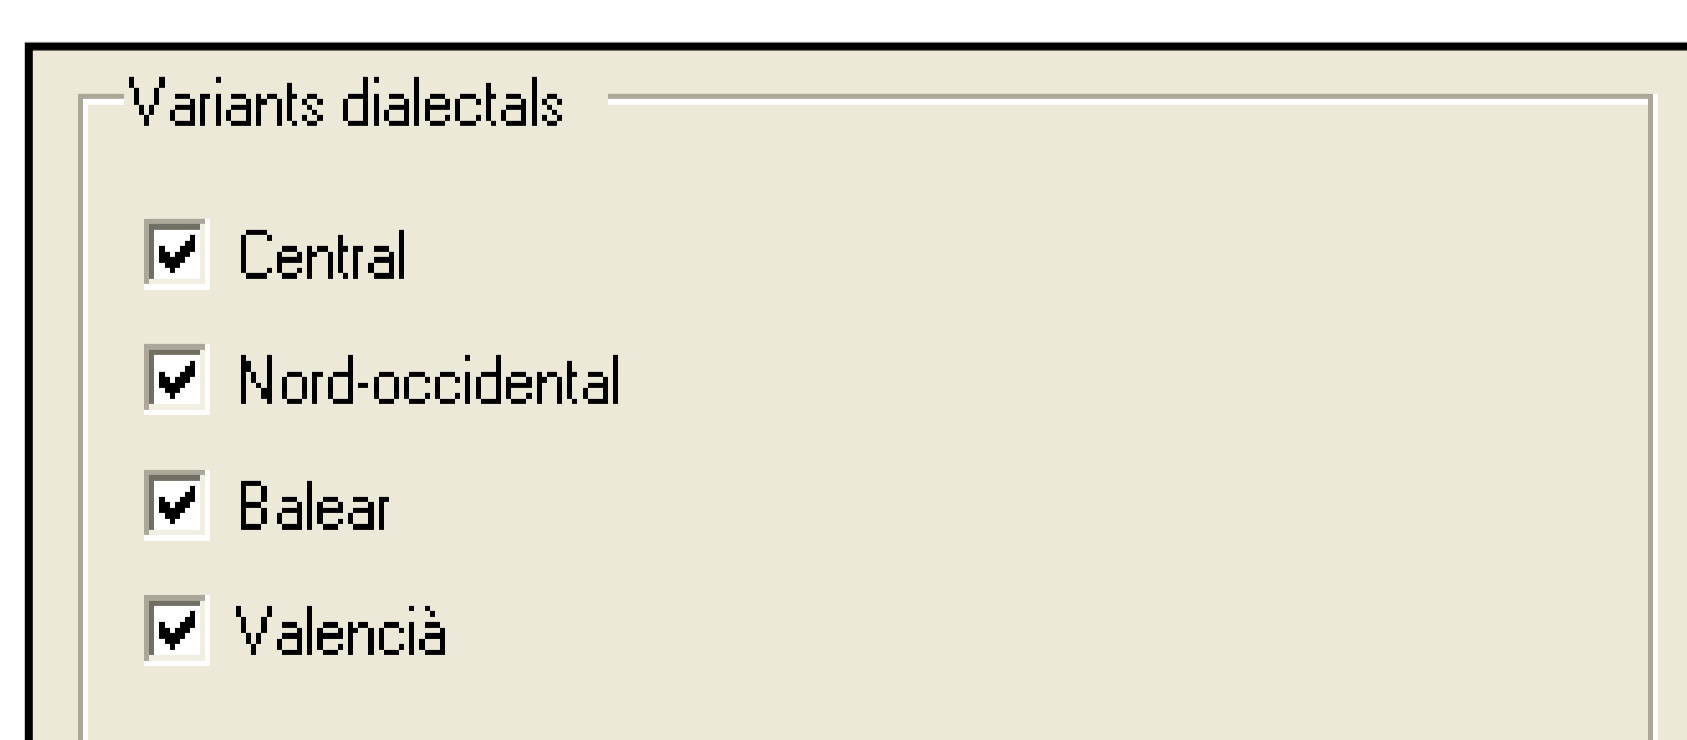 Variants dialectals
Central
Nord-occidental
Balear
Valencià